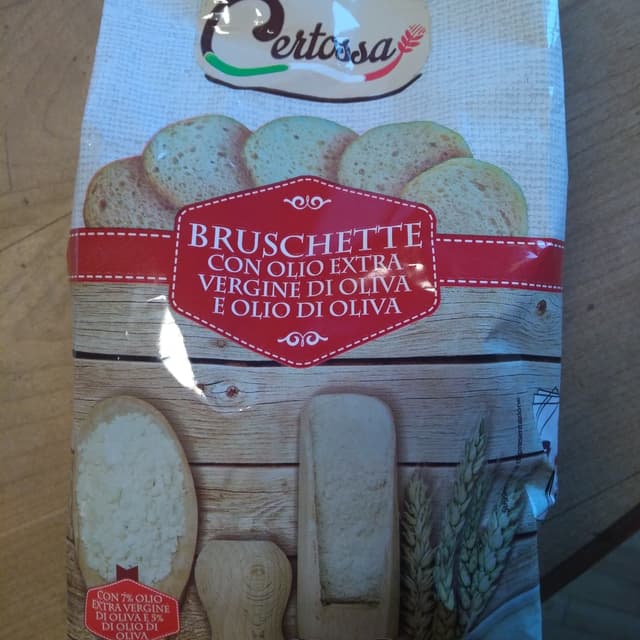 Certossa
BRUSCHETTE
CON OLIO EXTRA
VERGINE DI OLIVA
E OLIO DI OLIVA
CON 7% OLIO
EXTRA VERGINE
DI OLIVA E 5%
DI OLIO DI
OLIVA